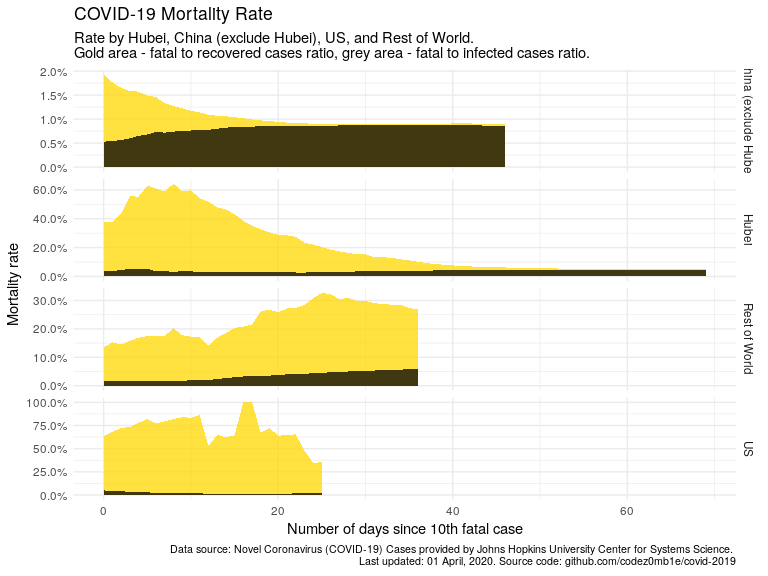 COVID-19 Mortality Rate
Rate by Hubei, China (exclude Hubei), US, and Rest of World.
Gold area - fatal to recovered cases ratio, grey area - fatal to infected cases ratio.
Mortality rate
2.0%
1.5%
1.0%
0.5%
0.0%
hina (exclude Hube
60.0%
40.0%
20.0%
0.0%
Hubei
30.0%
20.0%
10.0%
0.0%
Rest of World
100.0%
75.0%
50.0%
25.0%
0.0%
US
0 20 40 60
Number of days since 10th fatal case
Data source: Novel Coronavirus (COVID-19) Cases provided by Johns Hopkins University Center for Systems Science.
Last updated: 01 April, 2020. Source code: github.com/codez0mb1e/covid-2019